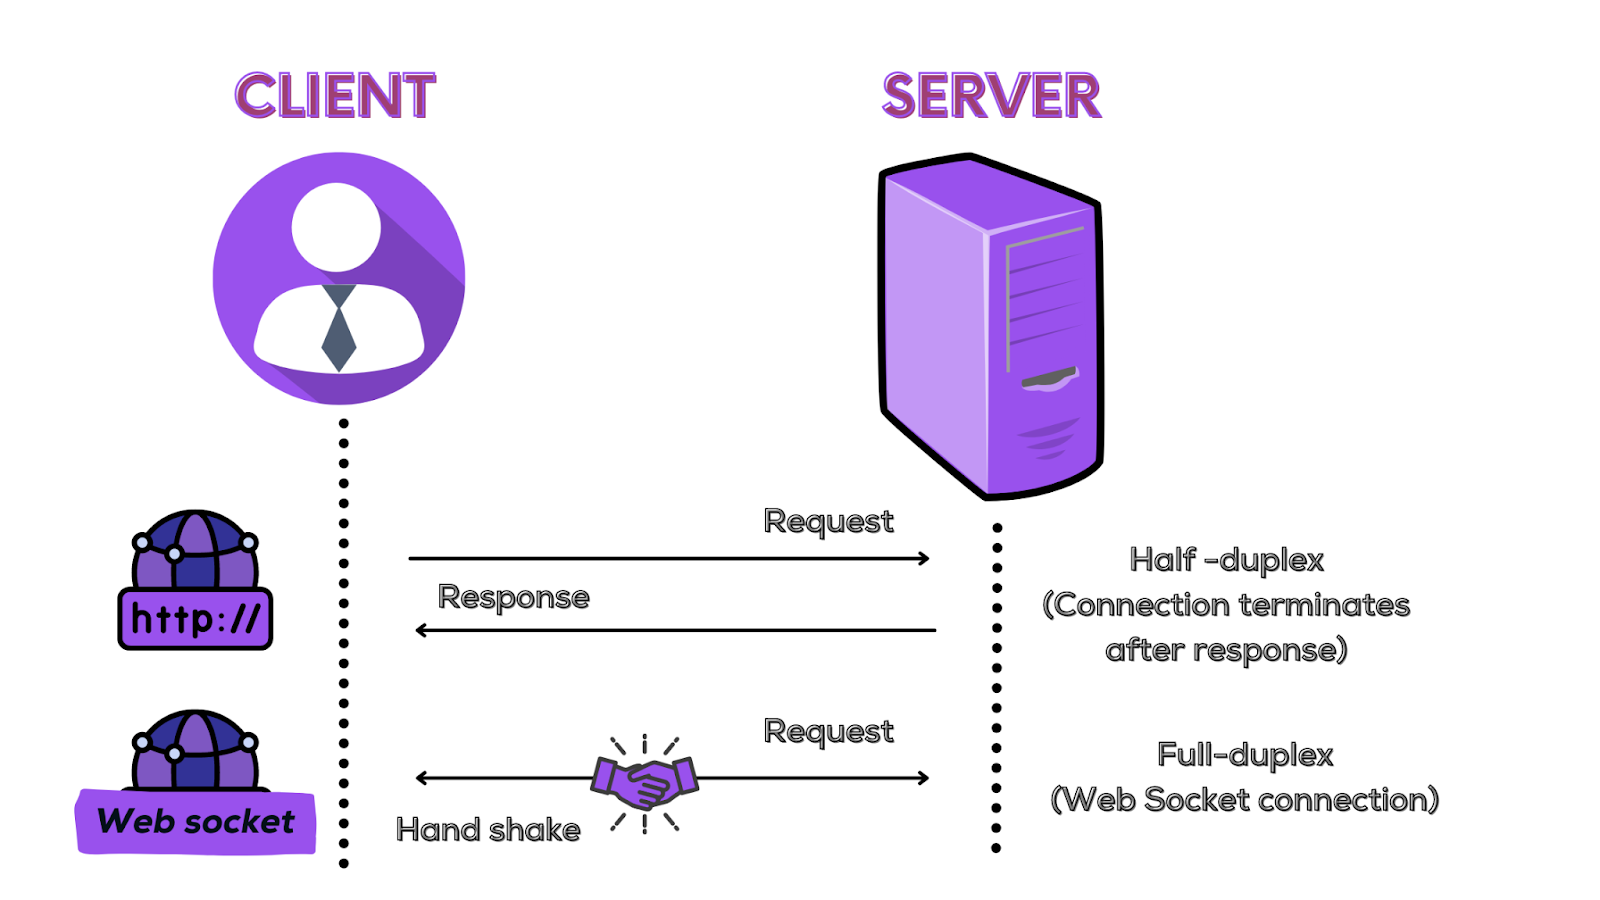 CLIENT
SERVER
Request
Response
http://
Half -duplex
(Connection terminates
after response)
Request
Hand shake
Web socket
Full-duplex
(Web Socket connection)